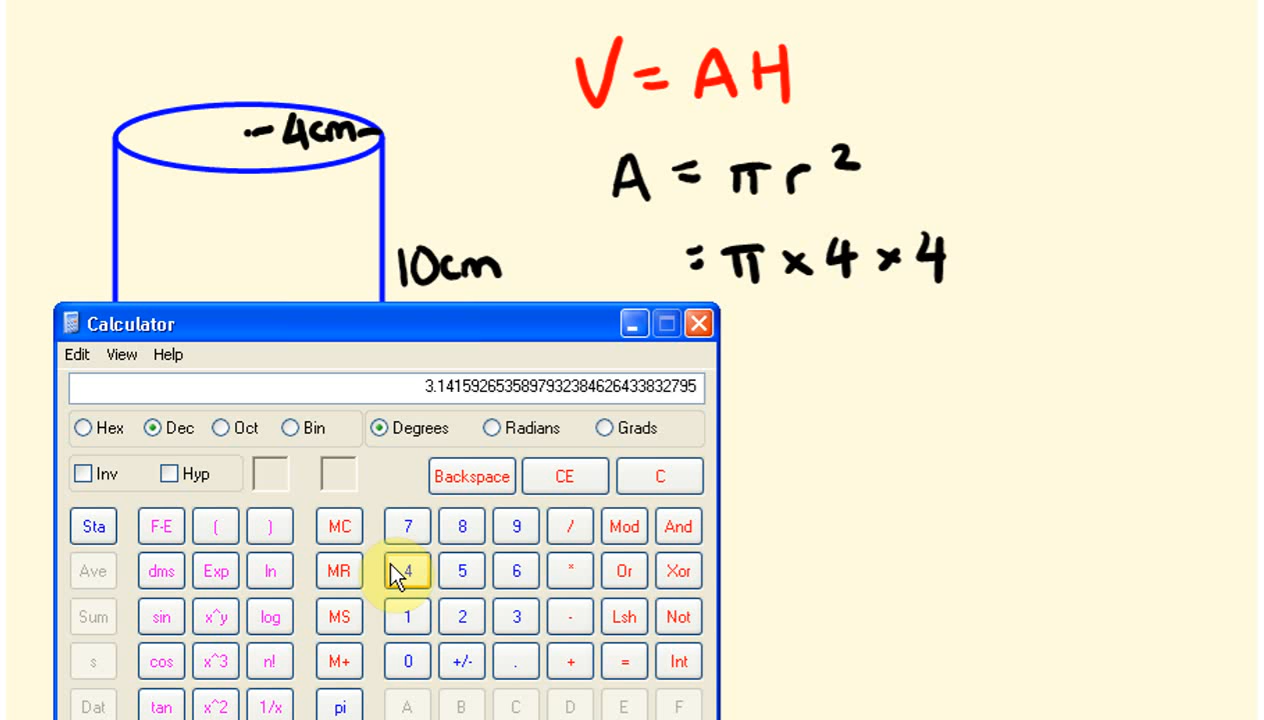 V = A H
4cm
A = π r ²
= π × 4 × 4
10cm
Calculator
Edit View Help
3.1415926535897932384626433832795
Hex Dec Oct Bin Degrees Radians Grads
Inv Hyp Backspace CE C
Sta F-E ( ) MC 7 8 9 / Mod And
Ave dms Exp ln MR 4 5 6 * Or Xor
Sum sin x^y log MS 1 2 3 - Lsh Not
s cos x^3 n! M+ 0 +/- . + = Int
Dat tan x^2 1/x pi A B C D E F